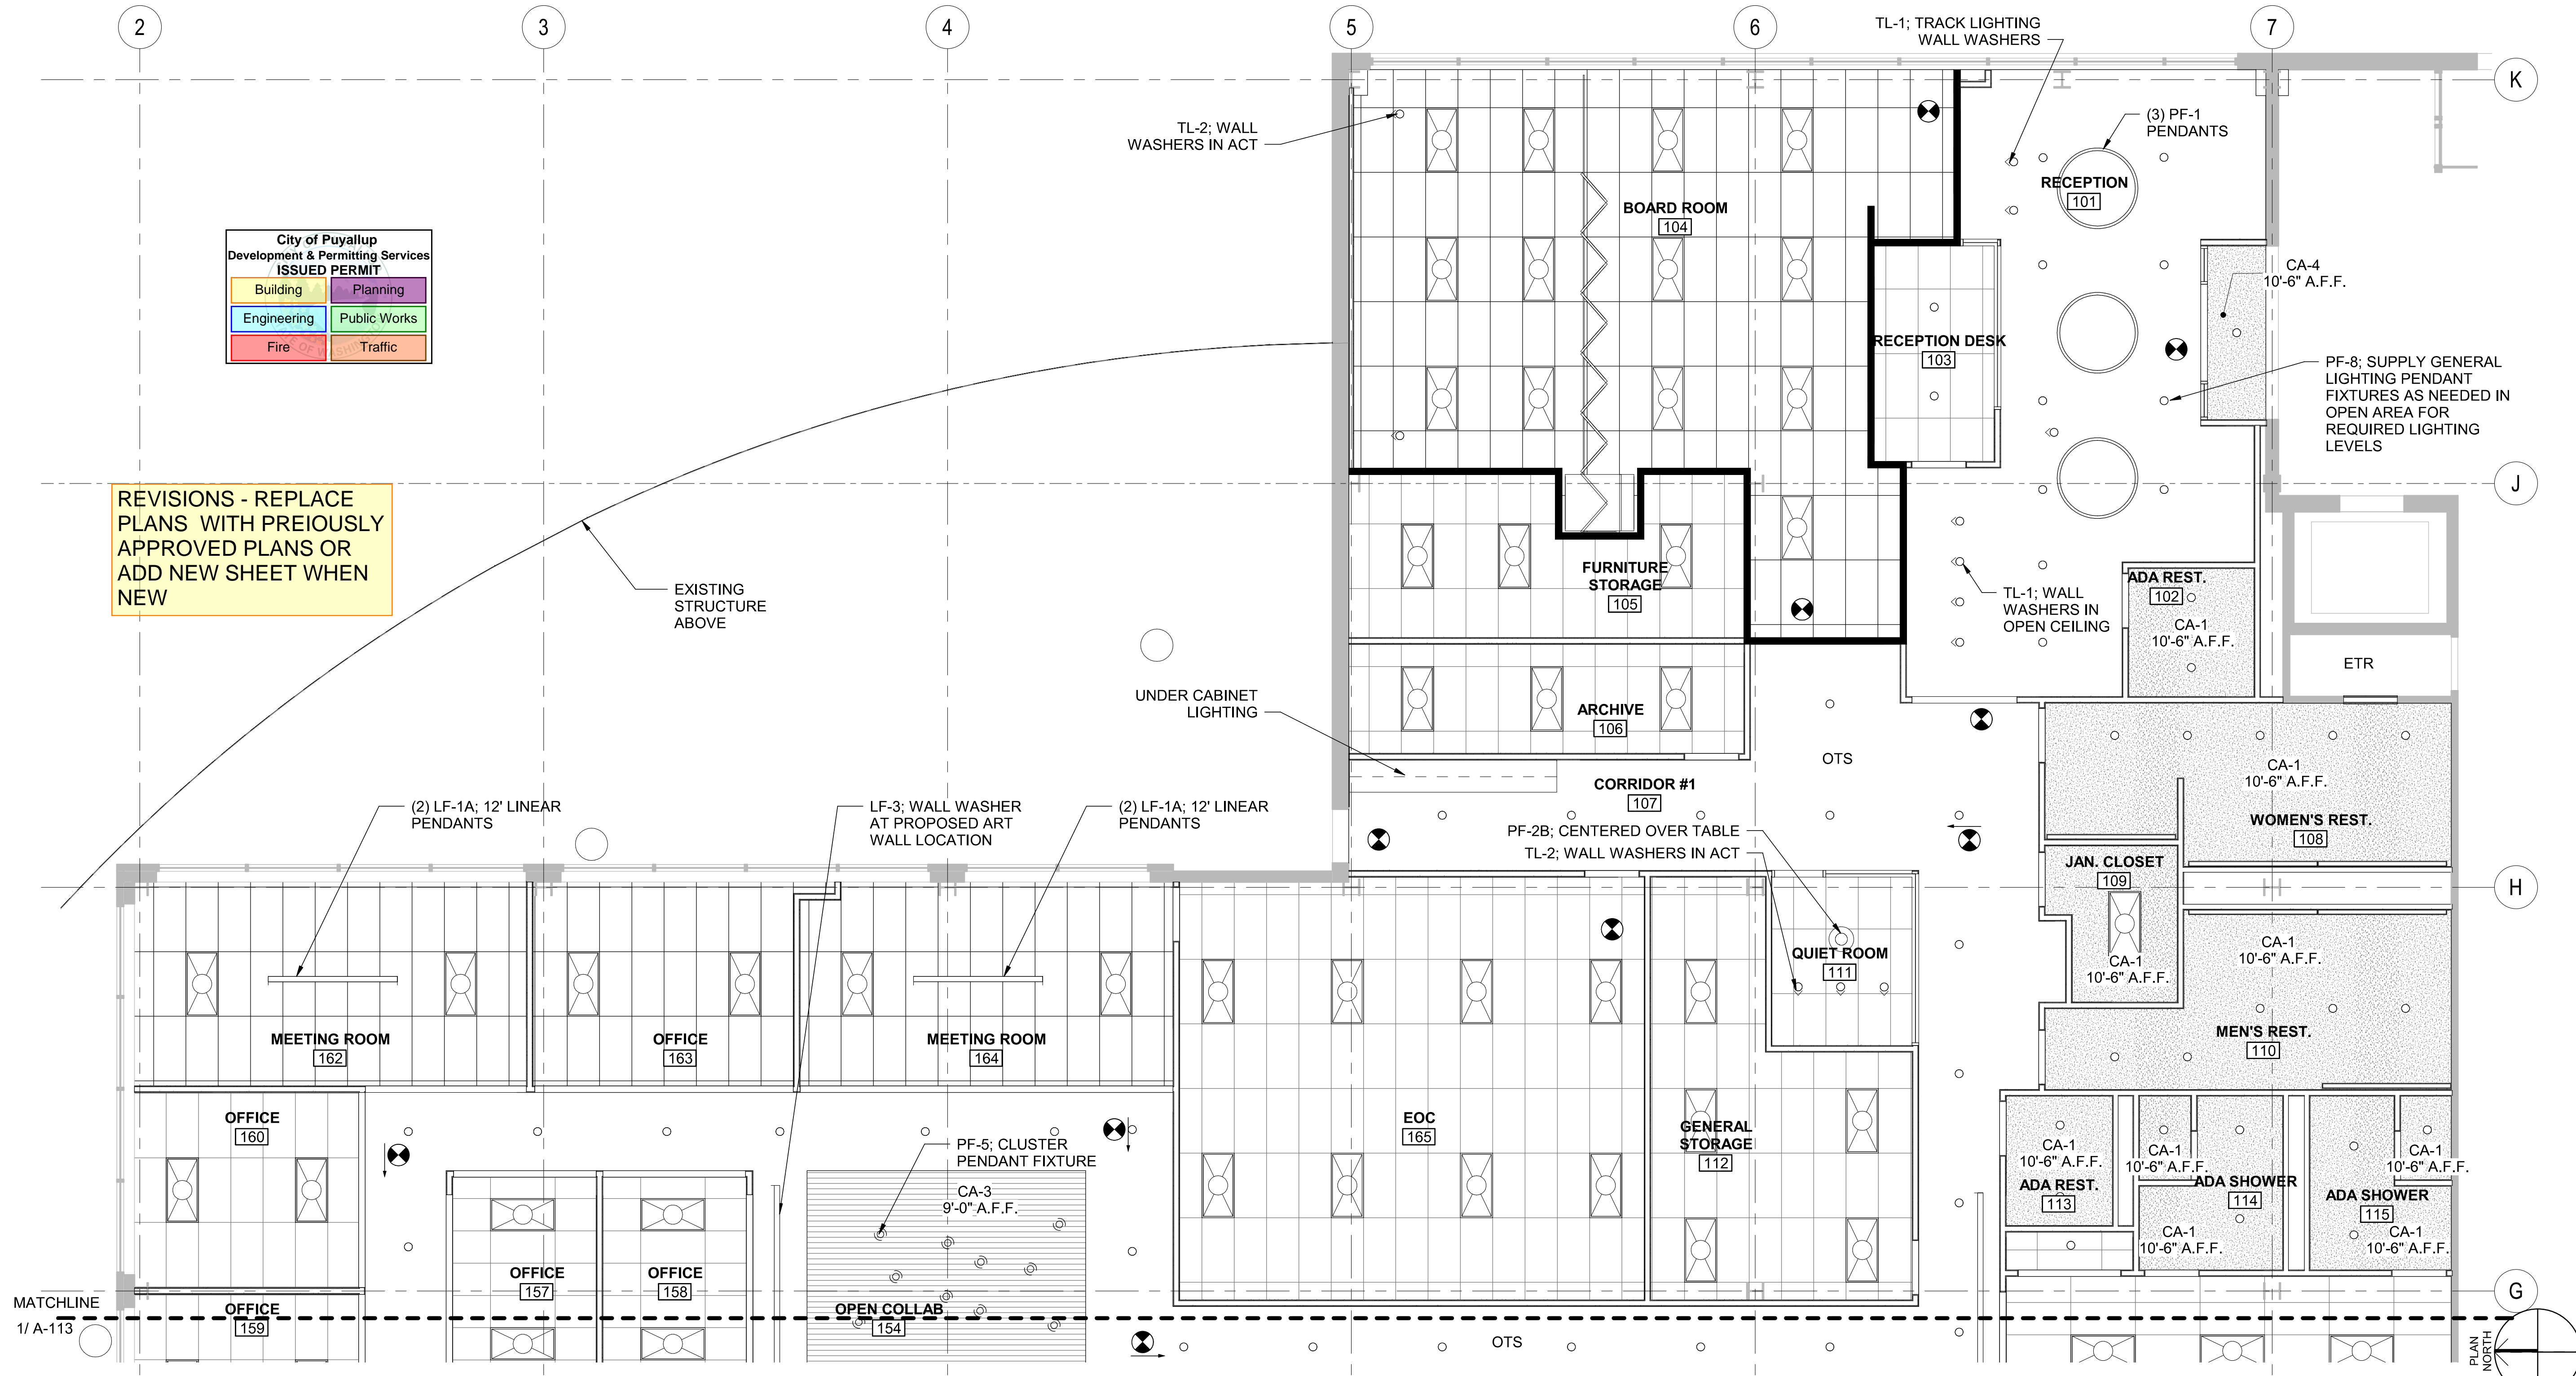 2
3
4
5
6
7
K
J
H
G
TL-1; TRACK LIGHTING
WALL WASHERS
(3) PF-1
PENDANTS
TL-2; WALL
WASHERS IN ACT
RECEPTION
101
BOARD ROOM
104
City of Puyallup
Development & Permitting Services
ISSUED PERMIT
Building
Planning
Engineering
Public Works
Fire
Traffic
CA-4
10'-6" A.F.F.
RECEPTION DESK
103
PF-8; SUPPLY GENERAL
LIGHTING PENDANT
FIXTURES AS NEEDED IN
OPEN AREA FOR
REQUIRED LIGHTING
LEVELS
REVISIONS - REPLACE
PLANS WITH PREIOUSLY
APPROVED PLANS OR
ADD NEW SHEET WHEN
NEW
EXISTING
STRUCTURE
ABOVE
FURNITURE
STORAGE
105
ADA REST.
102
CA-1
10'-6" A.F.F.
TL-1; WALL
WASHERS IN
OPEN CEILING
ETR
UNDER CABINET
LIGHTING
ARCHIVE
106
OTS
CORRIDOR #1
107
CA-1
10'-6" A.F.F.
WOMEN'S REST.
108
(2) LF-1A; 12' LINEAR
PENDANTS
LF-3; WALL WASHER
AT PROPOSED ART
WALL LOCATION
(2) LF-1A; 12' LINEAR
PENDANTS
PF-2B; CENTERED OVER TABLE
TL-2; WALL WASHERS IN ACT
JAN. CLOSET
109
CA-1
10'-6" A.F.F.
QUIET ROOM
111
CA-1
10'-6" A.F.F.
MEN'S REST.
110
MEETING ROOM
162
OFFICE
163
MEETING ROOM
164
OFFICE
160
PF-5; CLUSTER
PENDANT FIXTURE
CA-3
9'-0" A.F.F.
EOC
165
GENERAL
STORAGE
112
CA-1
10'-6" A.F.F.
ADA REST.
113
CA-1
10'-6" A.F.F.
ADA SHOWER
114
CA-1
10'-6" A.F.F.
CA-1
10'-6" A.F.F.
ADA SHOWER
115
CA-1
10'-6" A.F.F.
OFFICE
157
OFFICE
158
MATCHLINE
1/ A-113
OFFICE
159
OPEN COLLAB
154
OTS
PLAN
NORTH